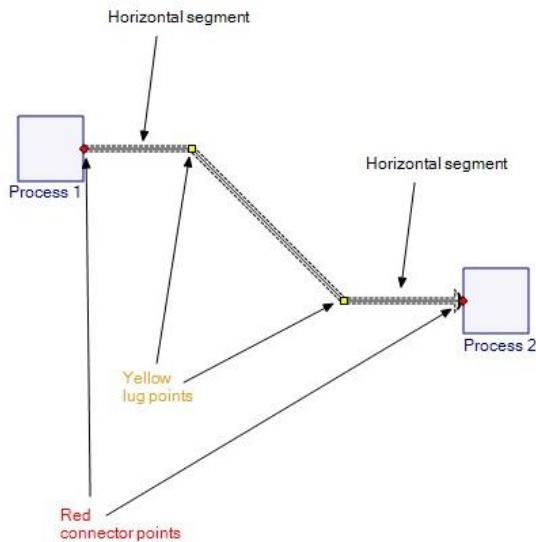 Horizontal segment
Process 1
Horizontal segment
Process 2
Yellow
lug points
Red
connector points